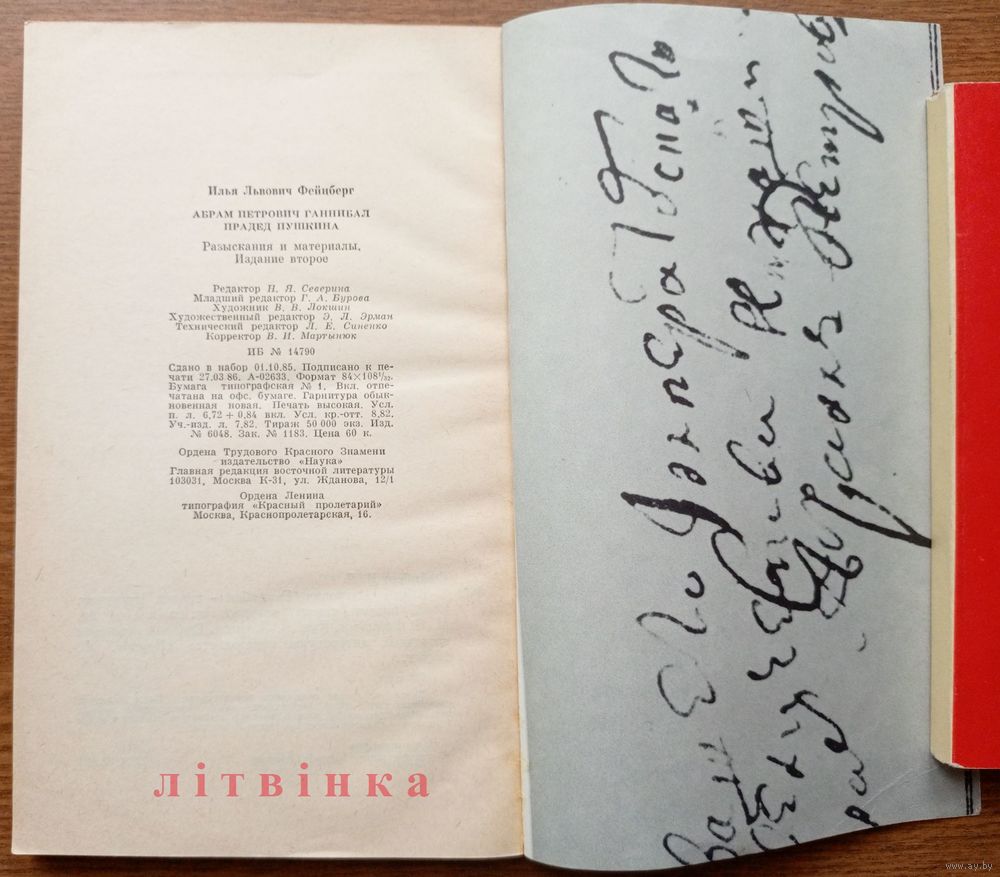 Илья Львович Фейнберг
АБРАМ ПЕТРОВИЧ ГАННИБАЛ
ПРАДЕД ПУШКИНА
Разыскания и материалы.
Издание второе
Редактор Н. Я. Северина
Младший редактор Г. А. Бурова
Художник В. В. Локшин
Художественный редактор Э. Л. Эрман
Технический редактор Л. Е. Синенко
Корректор В. И. Мартынюк
ИБ № 14790
Сдано в набор 01.10.85. Подписано к пе-
чати 27.03 86. А-02633. Формат 84×108¹/₃₂.
Бумага типографская № 1. Вкл. отпе-
чатана на офс. бумаге. Гарнитура обык-
новенная новая. Печать высокая. Усл.
п. л. 6,72 + 0,84 вкл. Усл. кр.-отт. 8,82.
Уч.-изд. л. 7,82. Тираж 50 000 экз. Изд.
№ 6048. Зак. № 1183. Цена 60 к.
Ордена Трудового Красного Знамени
издательство «Наука»
Главная редакция восточной литературы
103031, Москва К-31, ул. Жданова, 12/1
Ордена Ленина
типография «Красный пролетарий»
Москва, Краснопролетарская, 16.
літвінка
www.ay.by